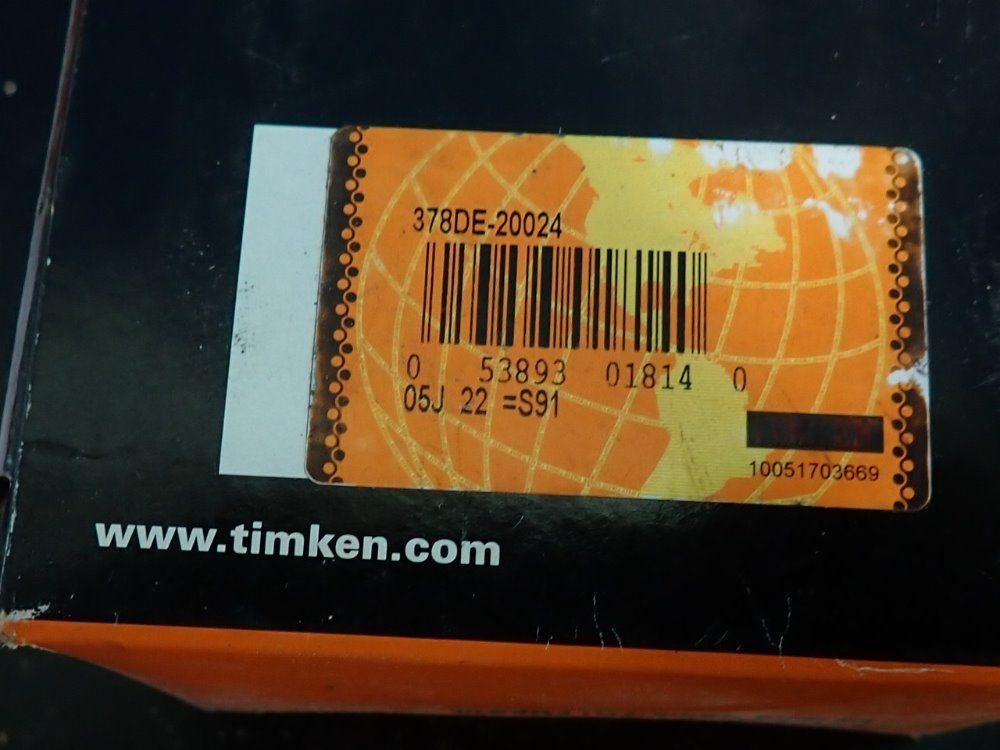 378DE-20024
0 53893 01814 0
05J 22 =S91
10051703669
www.timken.com